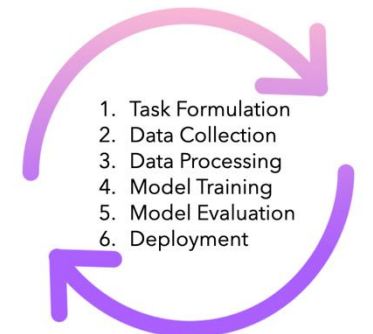 1. Task Formulation
2. Data Collection
3. Data Processing
4. Model Training
5. Model Evaluation
6. Deployment